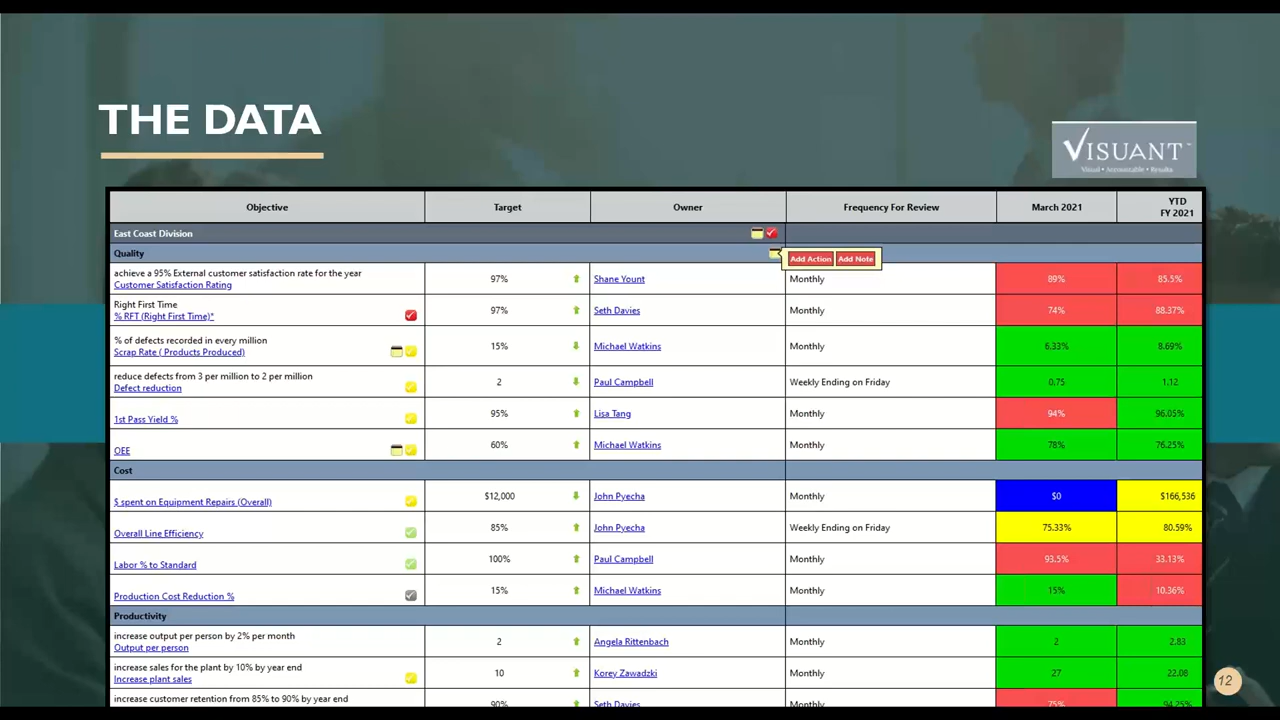 THE DATA
VISUANT
Visual • Accountable • Results
Objective Target Owner Frequency For Review March 2021 YTD
FY 2021
East Coast Division
Quality
Add Action Add Note
achieve a 95% External customer satisfaction rate for the year
Customer Satisfaction Rating 97% Shane Yount Monthly 89% 85.5%
Right First Time
% RFT (Right First Time)* 97% Seth Davies Monthly 74% 88.37%
% of defects recorded in every million
Scrap Rate ( Products Produced) 15% Michael Watkins Monthly 6.33% 8.69%
reduce defects from 3 per million to 2 per million
Defect reduction 2 Paul Campbell Weekly Ending on Friday 0.75 1.12
1st Pass Yield % 95% Lisa Tang Monthly 94% 96.05%
OEE 60% Michael Watkins Monthly 78% 76.25%
Cost
$ spent on Equipment Repairs (Overall) $12,000 John Pyecha Monthly $0 $166,536
Overall Line Efficiency 85% John Pyecha Weekly Ending on Friday 75.33% 80.59%
Labor % to Standard 100% Paul Campbell Monthly 93.5% 33.13%
Production Cost Reduction % 15% Michael Watkins Monthly 15% 10.36%
Productivity
increase output per person by 2% per month
Output per person 2 Angela Rittenbach Monthly 2 2.83
increase sales for the plant by 10% by year end
Increase plant sales 10 Korey Zawadzki Monthly 27 22.08
increase customer retention from 85% to 90% by year end
90% Seth Davies Monthly 75% 94.25%
12